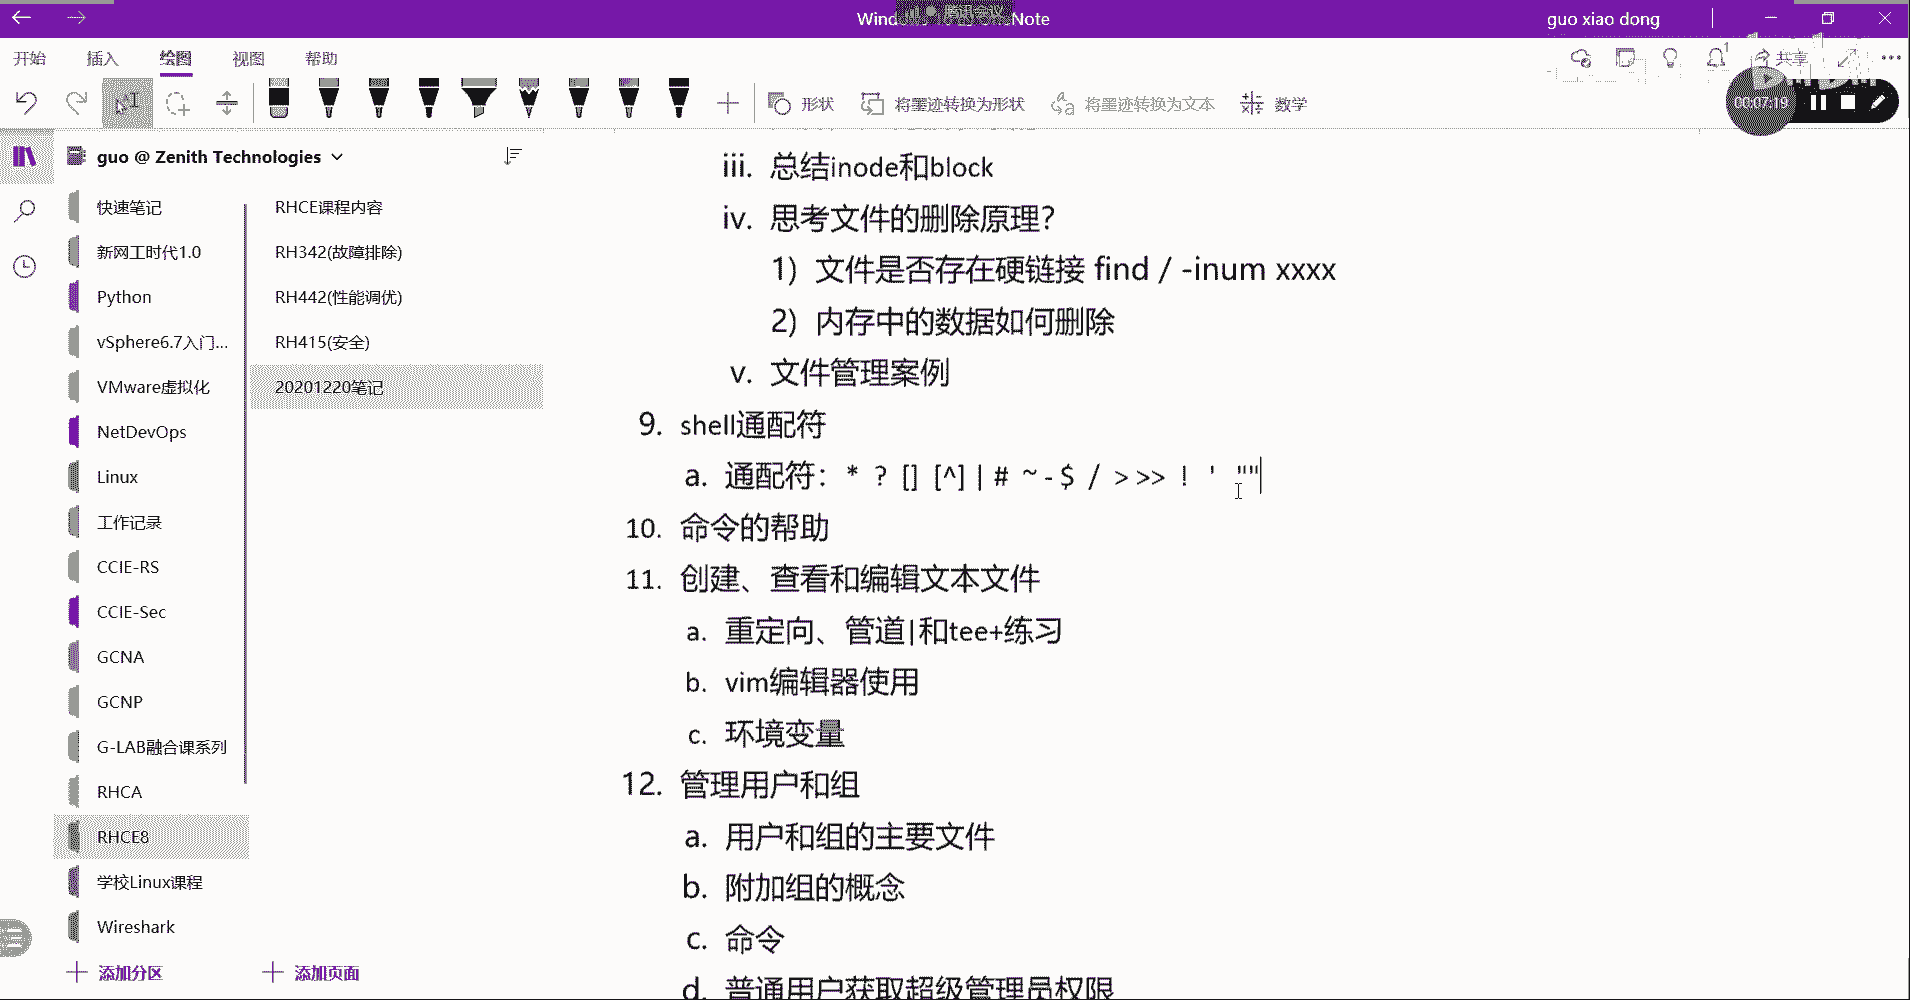 guo xiao dong
开始 插入 绘图 视图 帮助
共享
形状 将墨迹转换为形状 将墨迹转换为文本 数学
00:07:19
guo @ Zenith Technologies
快速笔记
新网工时代1.0
Python
vSphere6.7入门...
VMware虚拟化
NetDevOps
Linux
工作记录
CCIE-RS
CCIE-Sec
GCNA
GCNP
G-LAB融合课系列
RHCA
RHCE8
学校Linux课程
Wireshark
添加分区
RHCE课程内容
RH342(故障排除)
RH442(性能调优)
RH415(安全)
20201220笔记
添加页面
iii. 总结inode和block
iv. 思考文件的删除原理？
1) 文件是否存在硬链接 find / -inum xxxx
2) 内存中的数据如何删除
v. 文件管理案例
9. shell通配符
a. 通配符： * ? [] [^] | # ~ - $ / > >> ! ' ""
10. 命令的帮助
11. 创建、查看和编辑文本文件
a. 重定向、管道|和tee+练习
b. vim编辑器使用
c. 环境变量
12. 管理用户和组
a. 用户和组的主要文件
b. 附加组的概念
c. 命令
d. 普通用户获取超级管理员权限